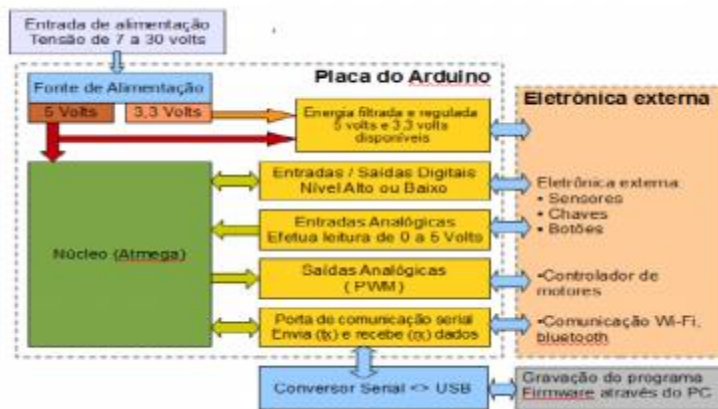 Entrada de alimentação
Tensão de 7 a 30 volts
Placa do Arduino
Fonte de Alimentação
5 Volts
3,3 Volts
Energia filtrada e regulada
5 volts e 3,3 volts
disponíveis
Eletrônica externa
Entradas / Saídas Digitais
Nível Alto ou Baixo
Eletrônica externa
• Sensores
• Chaves
• Botões
Entradas Analógicas
Efetua leitura de 0 a 5 Volts
Núcleo (Atmega)
Saídas Analógicas
( PWM )
•Controlador de
motores
Porta de comunicação serial
Envia (tx) e recebe (rx) dados
•Comunicação Wi-Fi,
bluetooth
Conversor Serial <> USB
Gravação do programa
Firmware através do PC